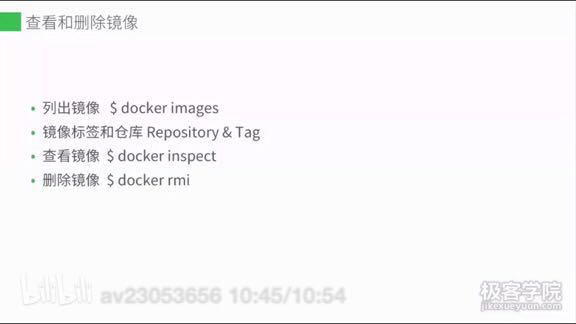 查看和删除镜像
• 列出镜像 $ docker images
• 镜像标签和仓库 Repository & Tag
• 查看镜像 $ docker inspect
• 删除镜像 $ docker rmi
bilibili av23053656 10:45/10:54
极客学院
jikexueyuan.com